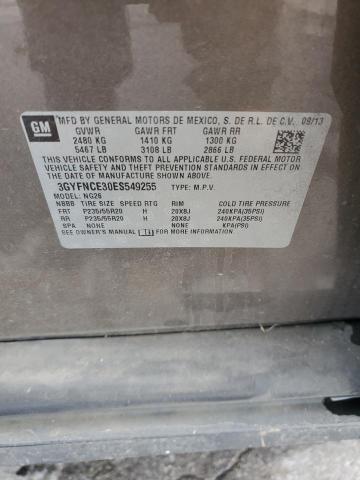 GM
MFD BY GENERAL MOTORS DE MEXICO, S. DE R.L. DE C.V. 09/13
GVWR GAWR FRT GAWR RR
2480 KG 1410 KG 1300 KG
5467 LB 3108 LB 2866 LB
THIS VEHICLE CONFORMS TO ALL APPLICABLE U.S. FEDERAL MOTOR
VEHICLE SAFETY AND THEFT PREVENTION STANDARDS IN EFFECT ON
THE DATE OF MANUFACTURE SHOWN ABOVE.
3GYFNCE30ES549255 TYPE: M.P.V.
MODEL: NG26
NBBB TIRE SIZE SPEED RTG RIM COLD TIRE PRESSURE
FRT P235/55R20 H 20X8J 240KPA(35PSI)
RR P235/55R20 H 20X8J 240KPA(35PSI)
SPA NONE NONE KPA(PSI)
SEE OWNER'S MANUAL FOR MORE INFORMATION.